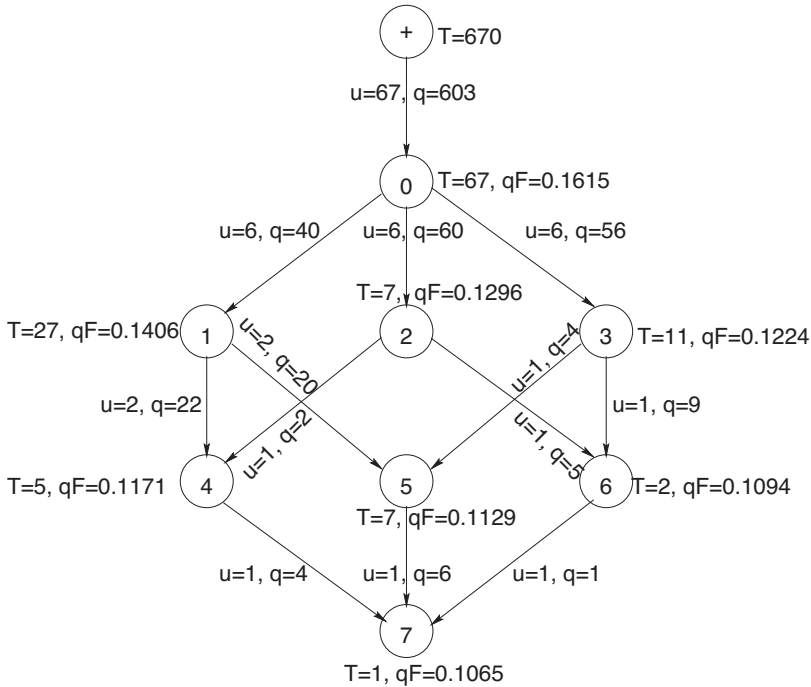 +
T=670
u=67, q=603
0
T=67, qF=0.1615
u=6, q=40
u=6, q=60
u=6, q=56
T=7, qF=0.1296
T=27, qF=0.1406
1
u=2, q=20
2
u=1, q=4
3
T=11, qF=0.1224
u=2, q=22
u=1, q=2
u=1, q=5
u=1, q=9
T=5, qF=0.1171
4
5
6
T=2, qF=0.1094
T=7, qF=0.1129
u=1, q=4
u=1, q=6
u=1, q=1
7
T=1, qF=0.1065